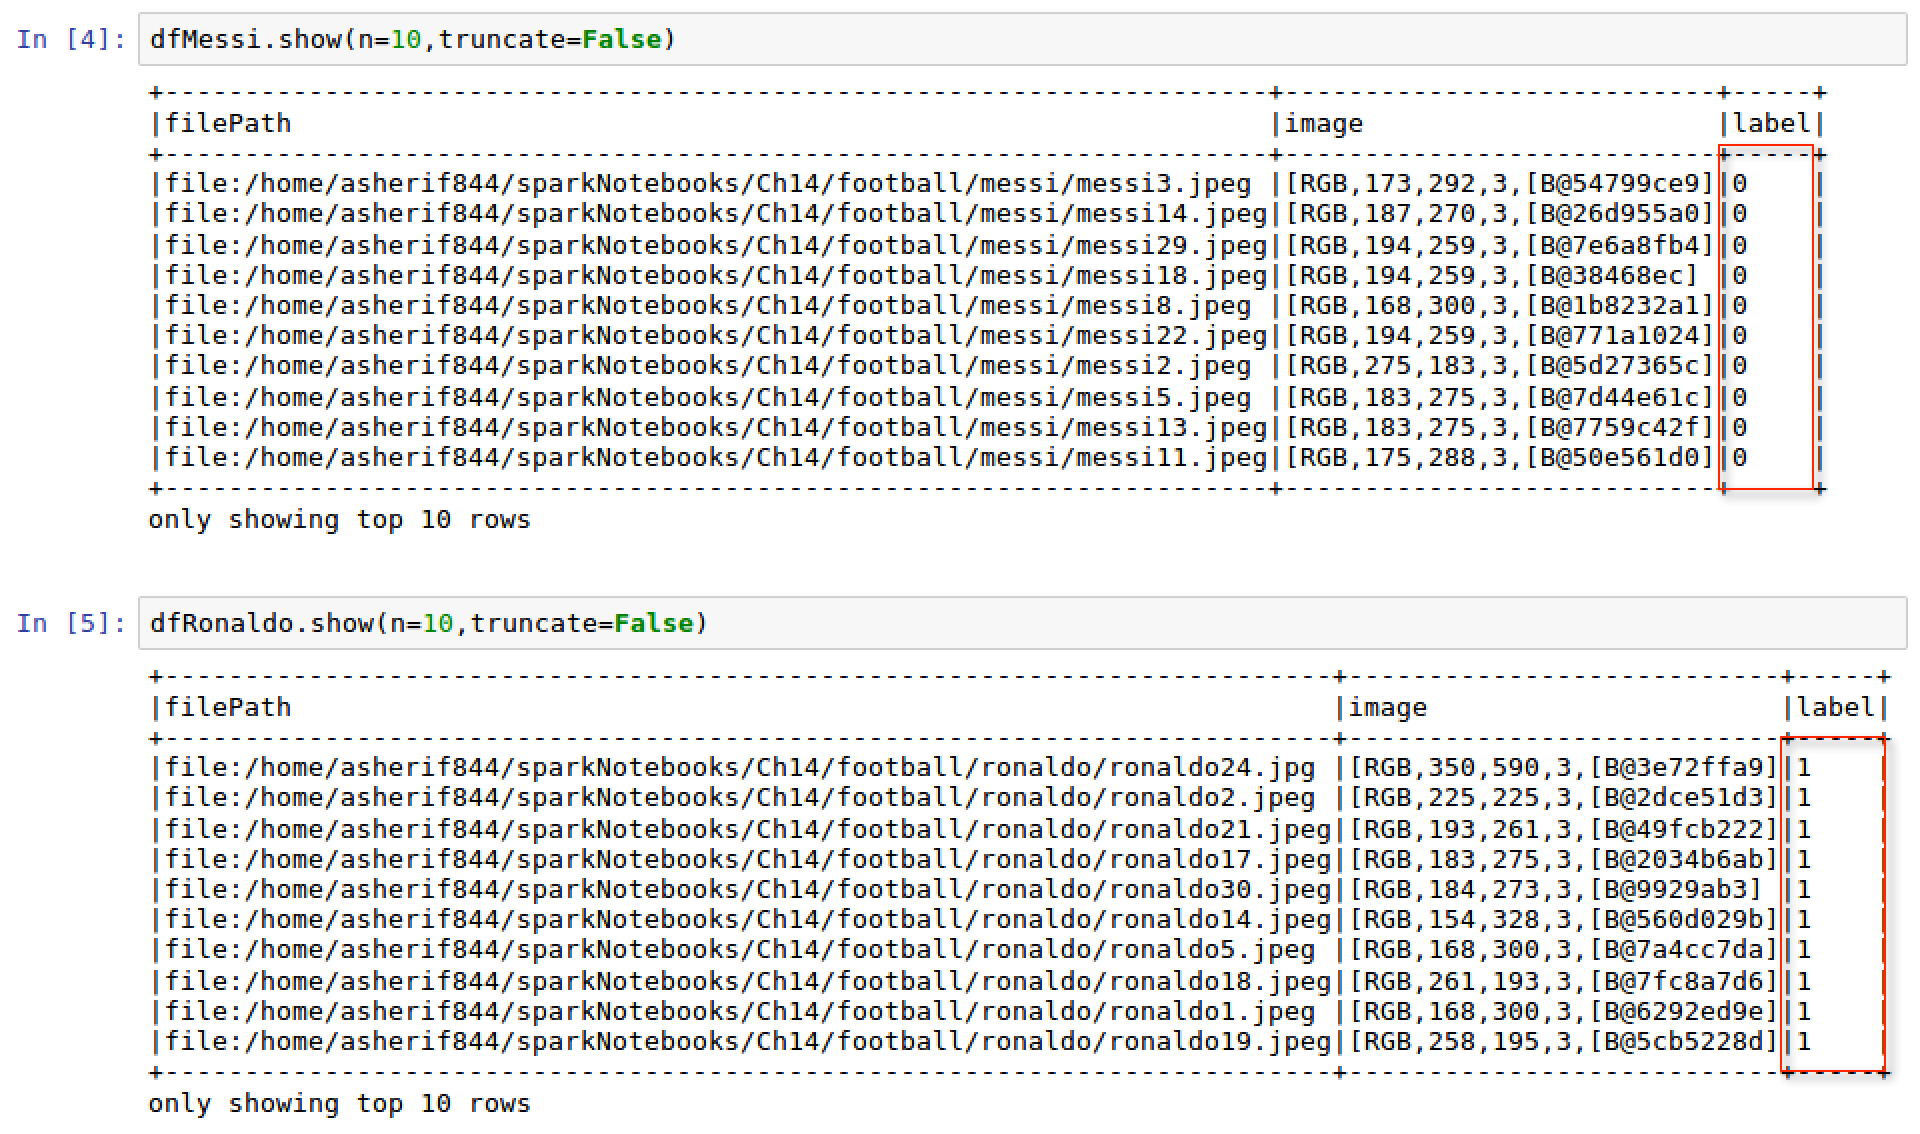 In [4]: dfMessi.show(n=10,truncate=False)
+----------------------------------------------------------------------+----------------------------+-----+
|filePath                                                              |image                       |label|
+----------------------------------------------------------------------+----------------------------+-----+
|file:/home/asherif844/sparkNotebooks/Ch14/football/messi/messi3.jpeg |[RGB,173,292,3,[B@54799ce9]|0    |
|file:/home/asherif844/sparkNotebooks/Ch14/football/messi/messi14.jpeg|[RGB,187,270,3,[B@26d955a0]|0    |
|file:/home/asherif844/sparkNotebooks/Ch14/football/messi/messi29.jpeg|[RGB,194,259,3,[B@7e6a8fb4]|0    |
|file:/home/asherif844/sparkNotebooks/Ch14/football/messi/messi18.jpeg|[RGB,194,259,3,[B@38468ec] |0    |
|file:/home/asherif844/sparkNotebooks/Ch14/football/messi/messi8.jpeg |[RGB,168,300,3,[B@1b8232a1]|0    |
|file:/home/asherif844/sparkNotebooks/Ch14/football/messi/messi22.jpeg|[RGB,194,259,3,[B@771a1024]|0    |
|file:/home/asherif844/sparkNotebooks/Ch14/football/messi/messi2.jpeg |[RGB,275,183,3,[B@5d27365c]|0    |
|file:/home/asherif844/sparkNotebooks/Ch14/football/messi/messi5.jpeg |[RGB,183,275,3,[B@7d44e61c]|0    |
|file:/home/asherif844/sparkNotebooks/Ch14/football/messi/messi13.jpeg|[RGB,183,275,3,[B@7759c42f]|0    |
|file:/home/asherif844/sparkNotebooks/Ch14/football/messi/messi11.jpeg|[RGB,175,288,3,[B@50e561d0]|0    |
+----------------------------------------------------------------------+----------------------------+-----+
only showing top 10 rows
In [5]: dfRonaldo.show(n=10,truncate=False)
+--------------------------------------------------------------------------+----------------------------+-----+
|filePath                                                                  |image                       |label|
+--------------------------------------------------------------------------+----------------------------+-----+
|file:/home/asherif844/sparkNotebooks/Ch14/football/ronaldo/ronaldo24.jpg |[RGB,350,590,3,[B@3e72ffa9]|1    |
|file:/home/asherif844/sparkNotebooks/Ch14/football/ronaldo/ronaldo2.jpeg |[RGB,225,225,3,[B@2dce51d3]|1    |
|file:/home/asherif844/sparkNotebooks/Ch14/football/ronaldo/ronaldo21.jpeg|[RGB,193,261,3,[B@49fcb222]|1    |
|file:/home/asherif844/sparkNotebooks/Ch14/football/ronaldo/ronaldo17.jpeg|[RGB,183,275,3,[B@2034b6ab]|1    |
|file:/home/asherif844/sparkNotebooks/Ch14/football/ronaldo/ronaldo30.jpeg|[RGB,184,273,3,[B@9929ab3] |1    |
|file:/home/asherif844/sparkNotebooks/Ch14/football/ronaldo/ronaldo14.jpeg|[RGB,154,328,3,[B@560d029b]|1    |
|file:/home/asherif844/sparkNotebooks/Ch14/football/ronaldo/ronaldo5.jpeg |[RGB,168,300,3,[B@7a4cc7da]|1    |
|file:/home/asherif844/sparkNotebooks/Ch14/football/ronaldo/ronaldo18.jpeg|[RGB,261,193,3,[B@7fc8a7d6]|1    |
|file:/home/asherif844/sparkNotebooks/Ch14/football/ronaldo/ronaldo1.jpeg |[RGB,168,300,3,[B@6292ed9e]|1    |
|file:/home/asherif844/sparkNotebooks/Ch14/football/ronaldo/ronaldo19.jpeg|[RGB,258,195,3,[B@5cb5228d]|1    |
+--------------------------------------------------------------------------+----------------------------+-----+
only showing top 10 rows